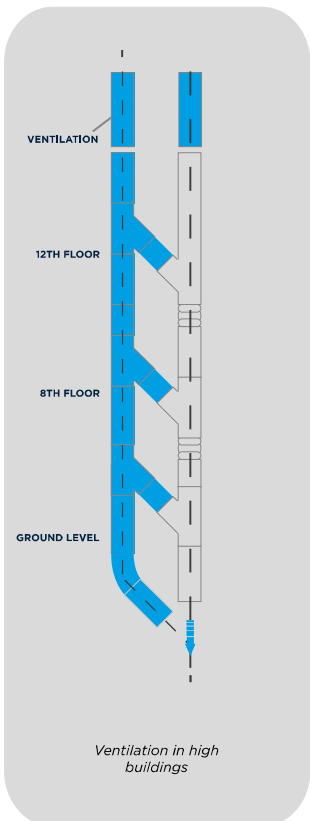 VENTILATION
12TH FLOOR
8TH FLOOR
GROUND LEVEL
Ventilation in high
buildings